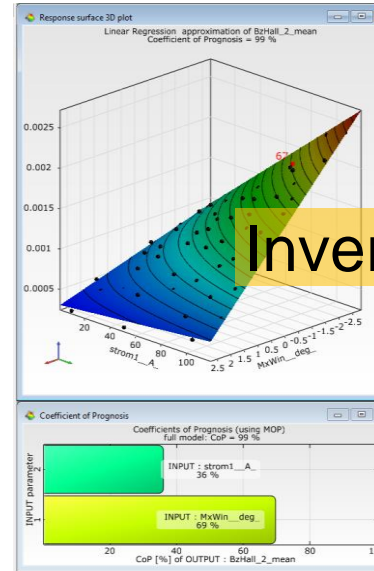 Response surface 3D plot
Linear Regression approximation of BzHall_2_mean
Coefficient of Prognosis = 99 %
0.0025
0.002
0.0015
0.001
0.0005
67
Inver
20
40
60
80
100
strom1__A_
2.5 2 1.5 1 0.5 0 -0.5 -1 -1.5 -2 -2.5
MxWin__deg_
Coefficient of Prognosis
Coefficients of Prognosis (using MOP)
full model: CoP = 99 %
INPUT parameter
2
INPUT : strom1__A_
36 %
1
INPUT : MxWin__deg_
69 %
20 40 60 80
CoP [%] of OUTPUT : BzHall_2_mean